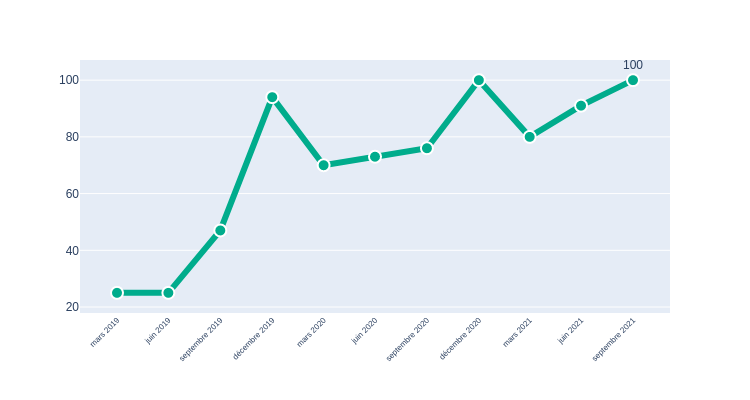 100
100
80
60
40
20
mars 2019
juin 2019
septembre 2019
décembre 2019
mars 2020
juin 2020
septembre 2020
décembre 2020
mars 2021
juin 2021
septembre 2021